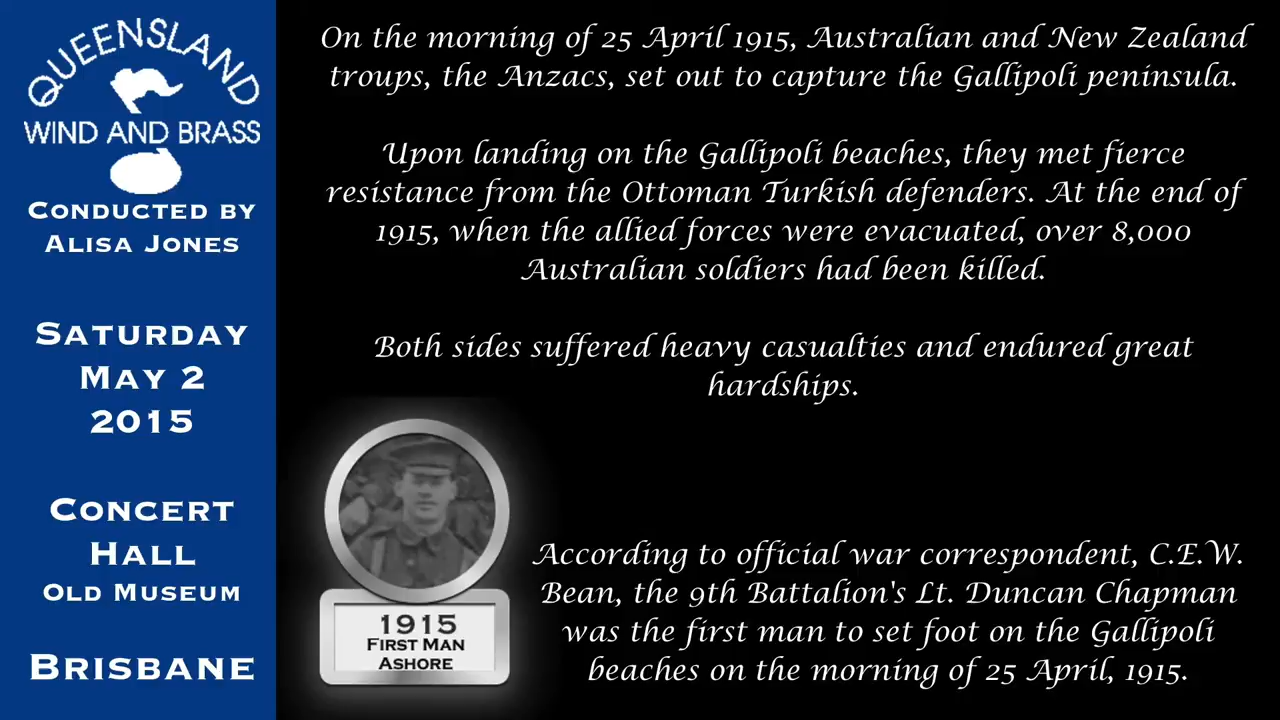 QUEENSLAND
WIND AND BRASS
CONDUCTED BY
ALISA JONES
SATURDAY
MAY 2
2015
CONCERT
HALL
OLD MUSEUM
BRISBANE
On the morning of 25 April 1915, Australian and New Zealand
troups, the Anzacs, set out to capture the Gallipoli peninsula.
Upon landing on the Gallipoli beaches, they met fierce
resistance from the Ottoman Turkish defenders. At the end of
1915, when the allied forces were evacuated, over 8,000
Australian soldiers had been killed.
Both sides suffered heavy casualties and endured great
hardships.
1915
FIRST MAN
ASHORE
According to official war correspondent, C.E.W.
Bean, the 9th Battalion's Lt. Duncan Chapman
was the first man to set foot on the Gallipoli
beaches on the morning of 25 April, 1915.